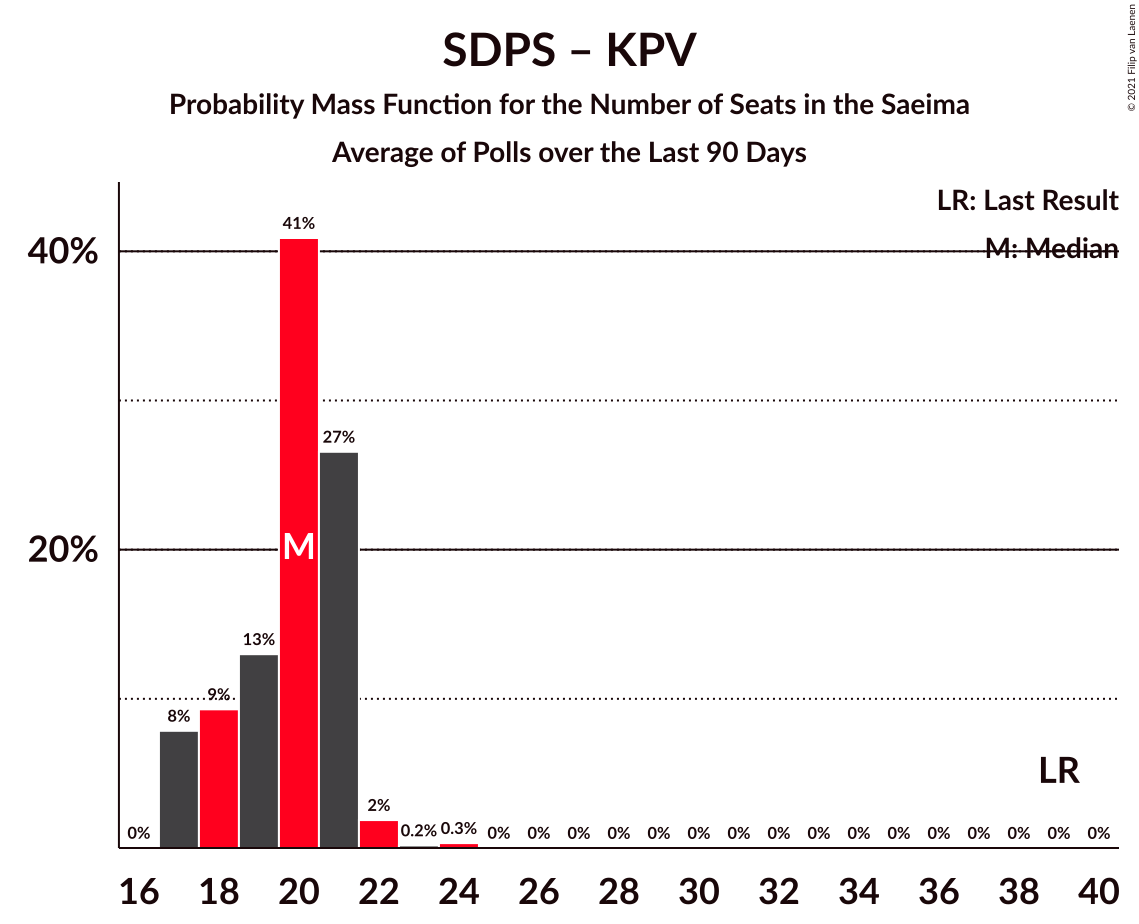 SDPS – KPV
Probability Mass Function for the Number of Seats in the Saeima
Average of Polls over the Last 90 Days
© 2021 Filip van Laenen
LR: Last Result
M: Median
40%
20%
41%
27%
M
13%
9%
8%
LR
0% 2% 0.2% 0.3% 0% 0% 0% 0% 0% 0% 0% 0% 0% 0% 0% 0% 0% 0% 0% 0%
16 18 20 22 24 26 28 30 32 34 36 38 40